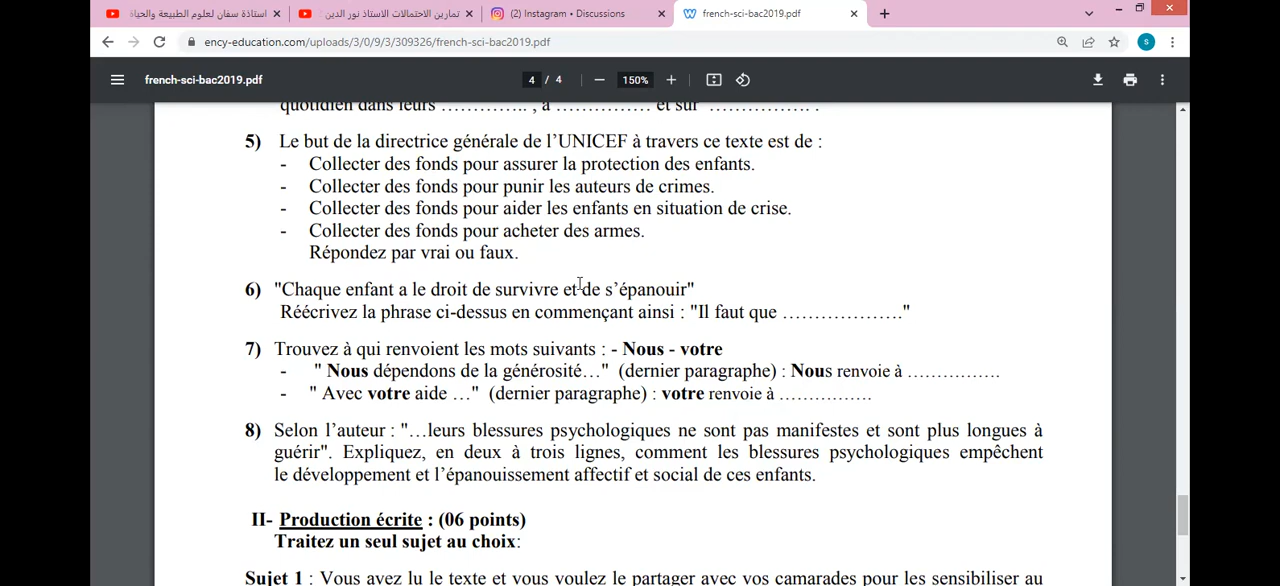 استاذة سفان لعلوم الطبيعة والحياة
تمارين الاحتمالات الاستاذ نور الدين
(2) Instagram • Discussions
french-sci-bac2019.pdf
ency-education.com/uploads/3/0/9/3/309326/french-sci-bac2019.pdf
s
french-sci-bac2019.pdf
4 / 4
150%
quotidien dans leurs ………….. , à …………… et sur ……………. .
5) Le but de la directrice générale de l’UNICEF à travers ce texte est de :
- Collecter des fonds pour assurer la protection des enfants.
- Collecter des fonds pour punir les auteurs de crimes.
- Collecter des fonds pour aider les enfants en situation de crise.
- Collecter des fonds pour acheter des armes.
Répondez par vrai ou faux.
6) "Chaque enfant a le droit de survivre et de s’épanouir"
Réécrivez la phrase ci-dessus en commençant ainsi : "Il faut que …………………."
7) Trouvez à qui renvoient les mots suivants : - Nous - votre
- " Nous dépendons de la générosité…" (dernier paragraphe) : Nous renvoie à …………….
- " Avec votre aide …" (dernier paragraphe) : votre renvoie à …………….
8) Selon l’auteur : "…leurs blessures psychologiques ne sont pas manifestes et sont plus longues à
guérir". Expliquez, en deux à trois lignes, comment les blessures psychologiques empêchent
le développement et l’épanouissement affectif et social de ces enfants.
II- Production écrite : (06 points)
Traitez un seul sujet au choix:
Sujet 1 : Vous avez lu le texte et vous voulez le partager avec vos camarades pour les sensibiliser au